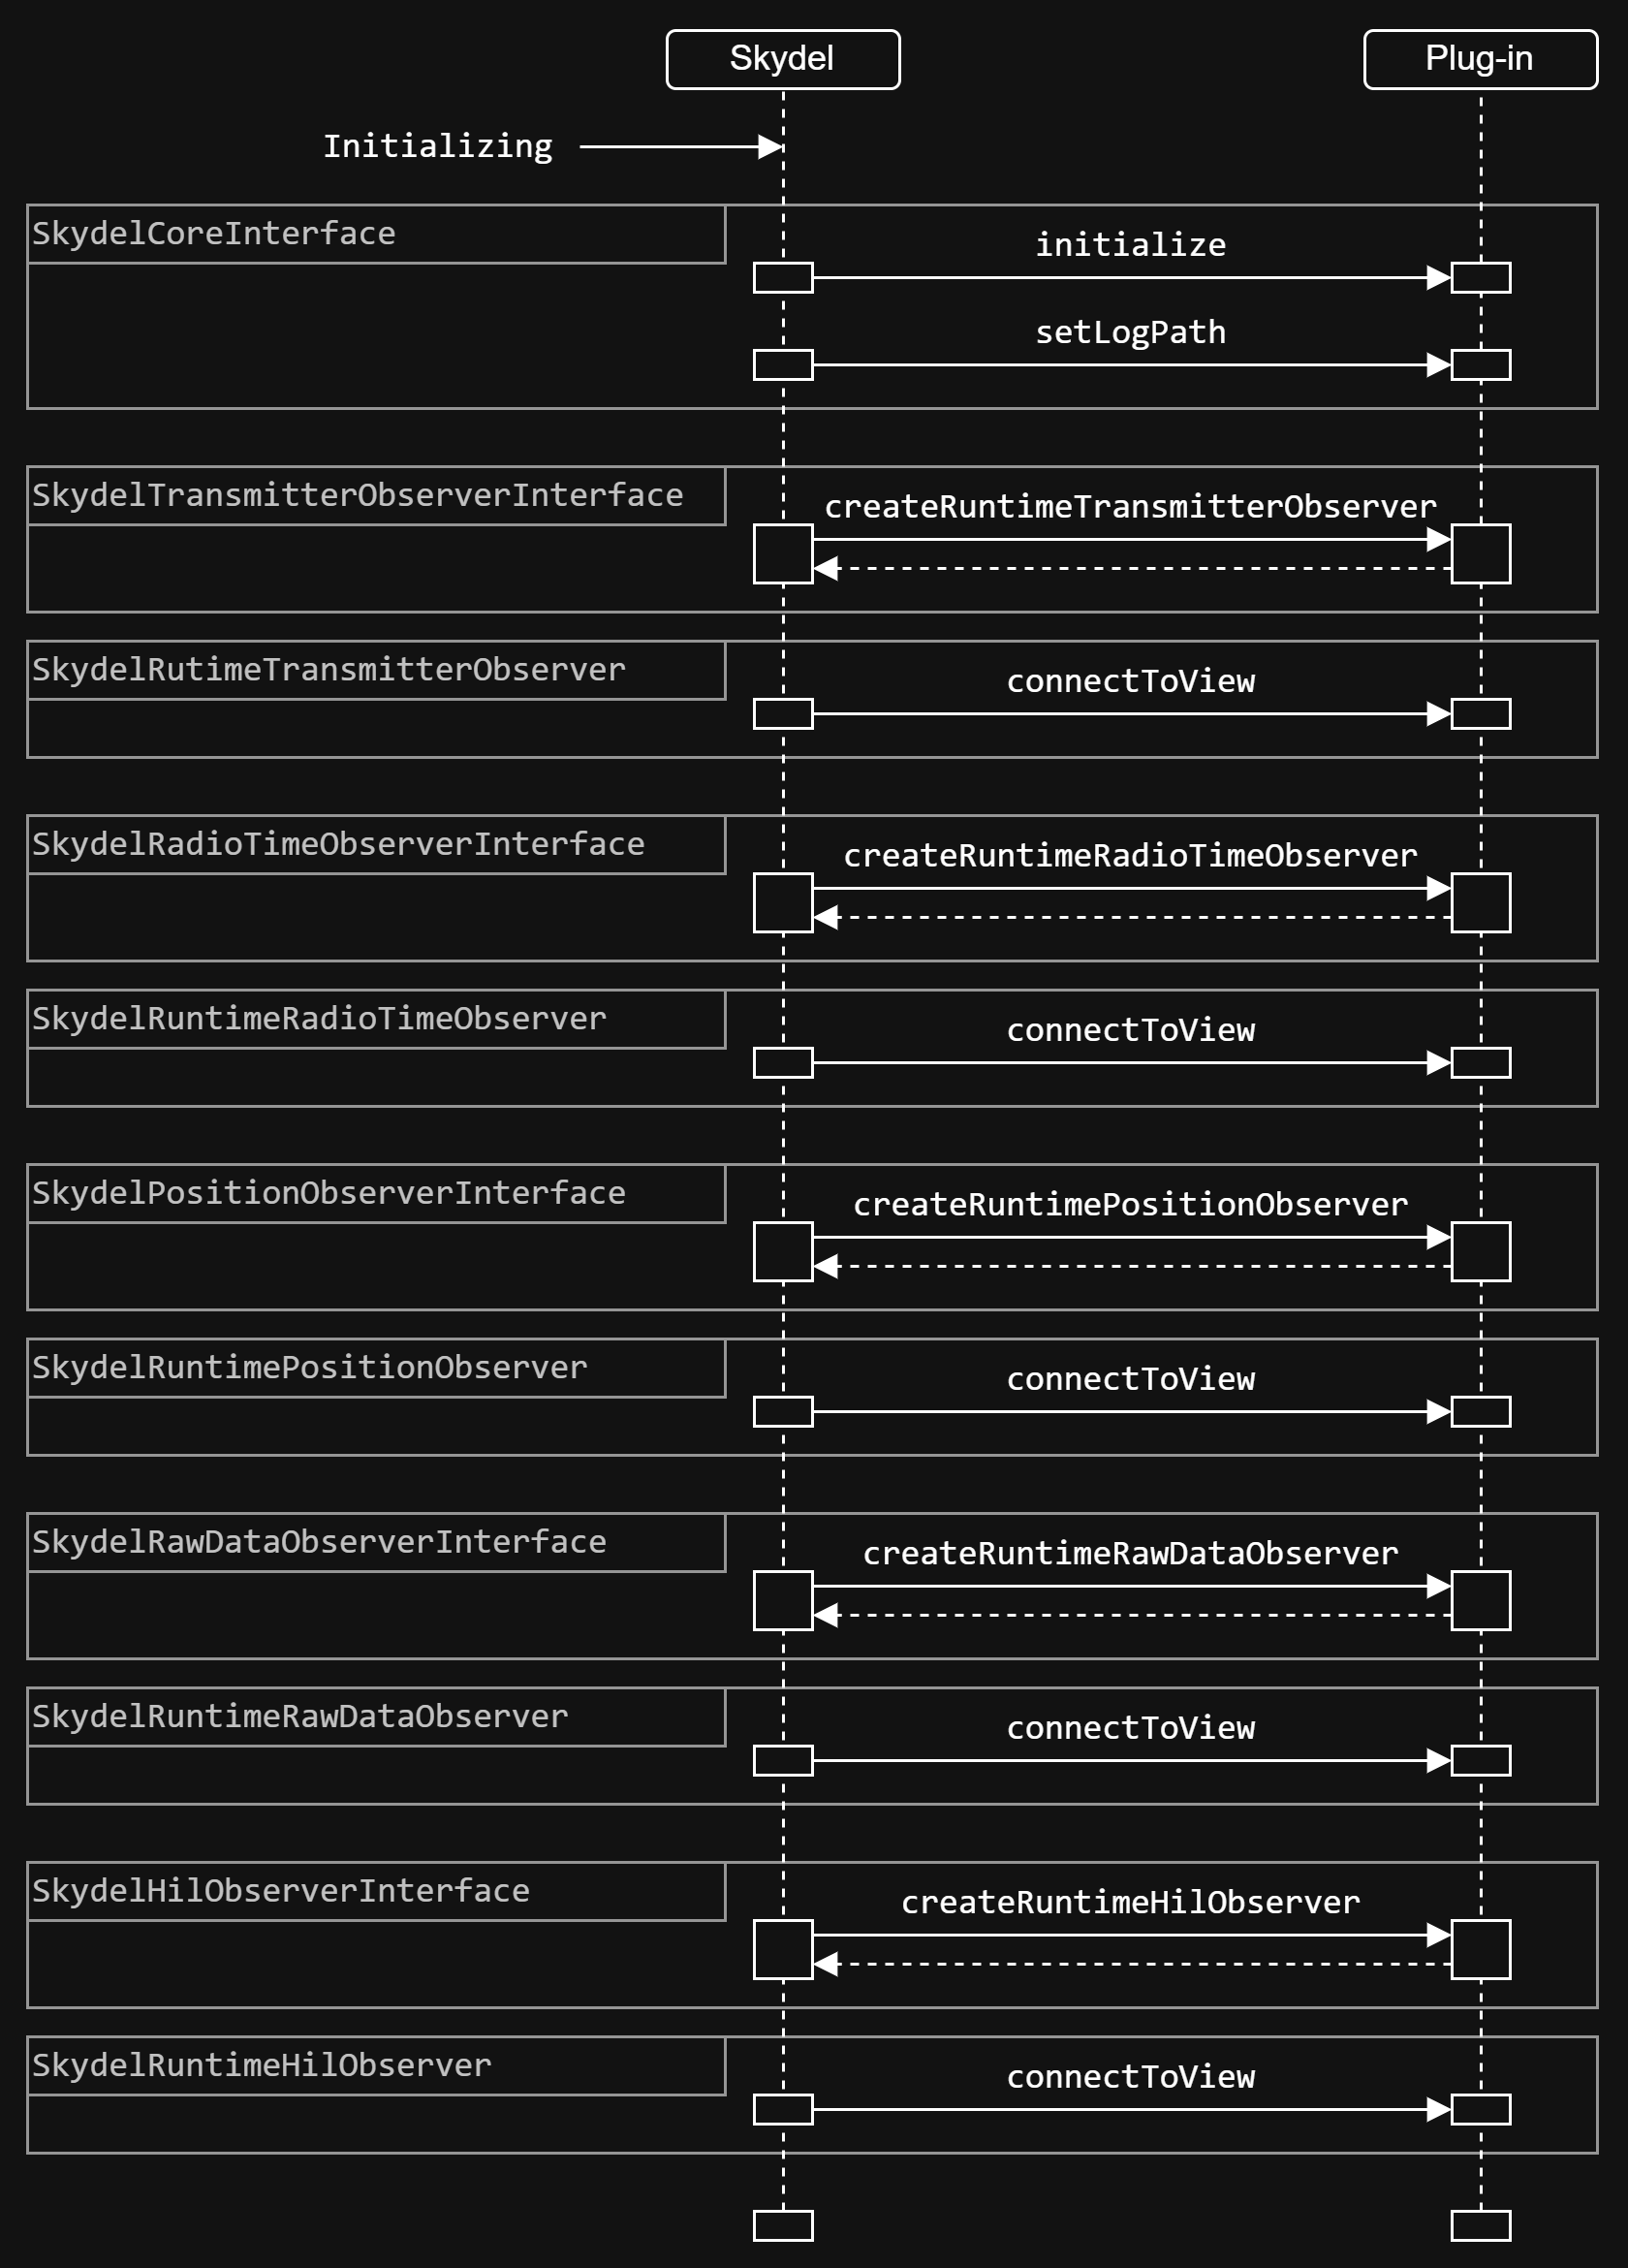 Skydel
Plug-in
Initializing
SkydelCoreInterface
initialize
setLogPath
SkydelTransmitterObserverInterface
createRuntimeTransmitterObserver
SkydelRutimeTransmitterObserver
connectToView
SkydelRadioTimeObserverInterface
createRuntimeRadioTimeObserver
SkydelRuntimeRadioTimeObserver
connectToView
SkydelPositionObserverInterface
createRuntimePositionObserver
SkydelRuntimePositionObserver
connectToView
SkydelRawDataObserverInterface
createRuntimeRawDataObserver
SkydelRuntimeRawDataObserver
connectToView
SkydelHilObserverInterface
createRuntimeHilObserver
SkydelRuntimeHilObserver
connectToView